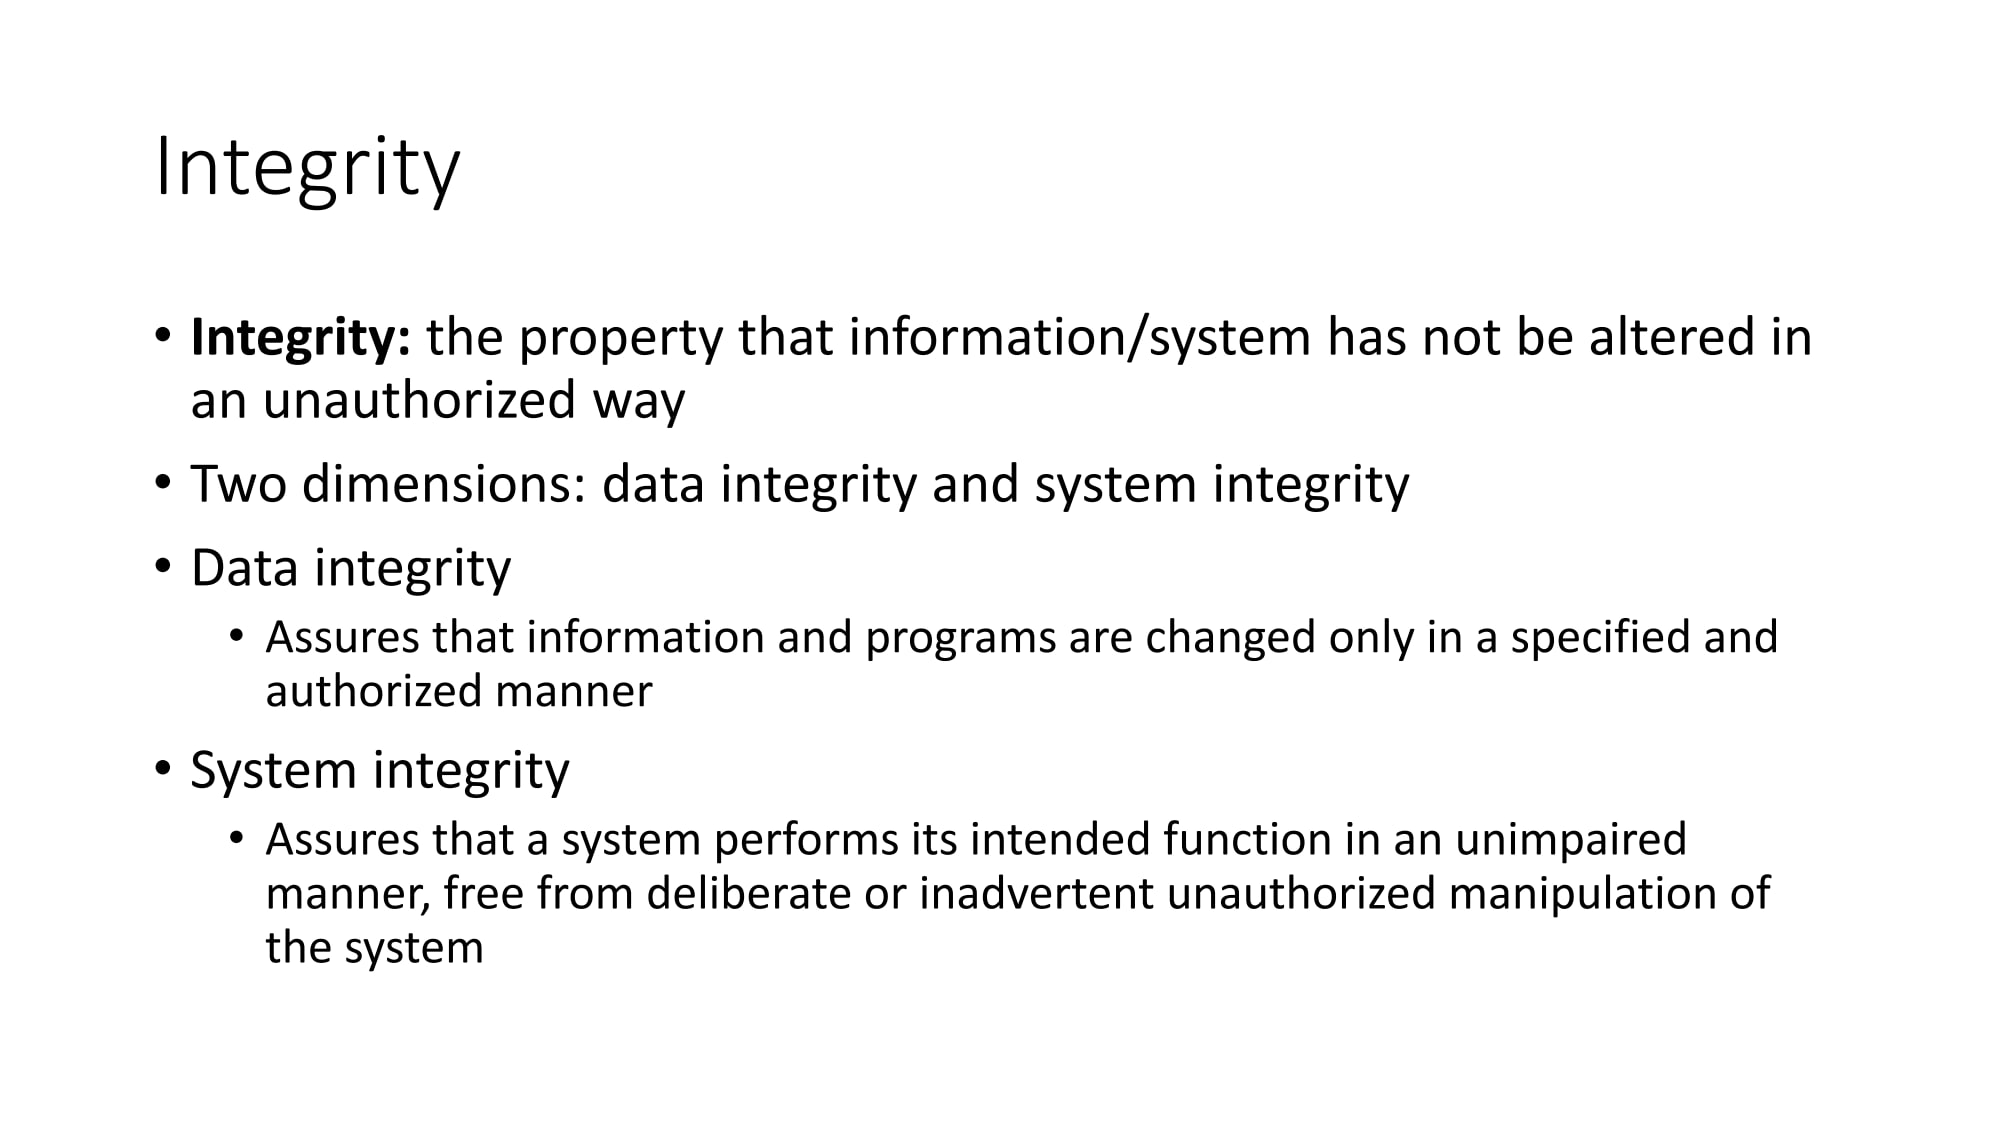 Integrity
• Integrity: the property that information/system has not be altered in
an unauthorized way
• Two dimensions: data integrity and system integrity
• Data integrity
• Assures that information and programs are changed only in a specified and
authorized manner
• System integrity
• Assures that a system performs its intended function in an unimpaired
manner, free from deliberate or inadvertent unauthorized manipulation of
the system